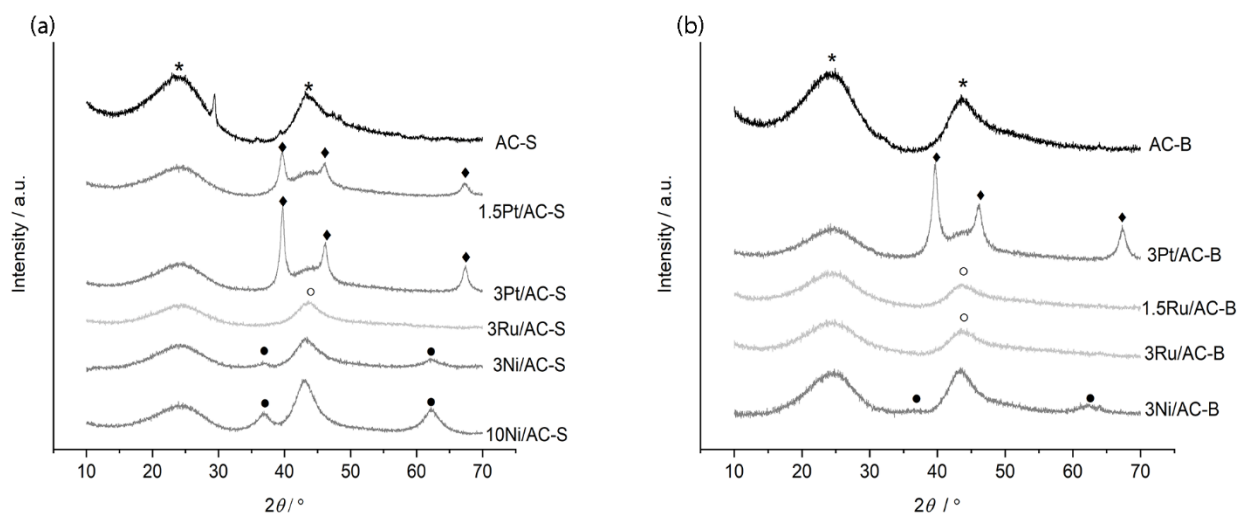 (a)
Intensity / a.u.
*
*
AC-S
♦
♦
♦
1.5Pt/AC-S
♦
♦
♦
3Pt/AC-S
○
3Ru/AC-S
●
●
3Ni/AC-S
●
●
10Ni/AC-S
10 20 30 40 50 60 70
2θ / °
(b)
Intensity / a.u.
*
*
AC-B
♦
♦
♦
3Pt/AC-B
○
1.5Ru/AC-B
○
3Ru/AC-B
●
●
3Ni/AC-B
10 20 30 40 50 60 70
2θ / °